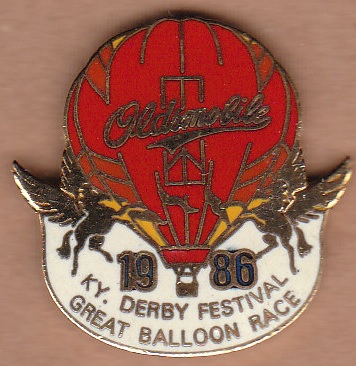 Oldsmobile
1986
KY. DERBY FESTIVAL
GREAT BALLOON RACE